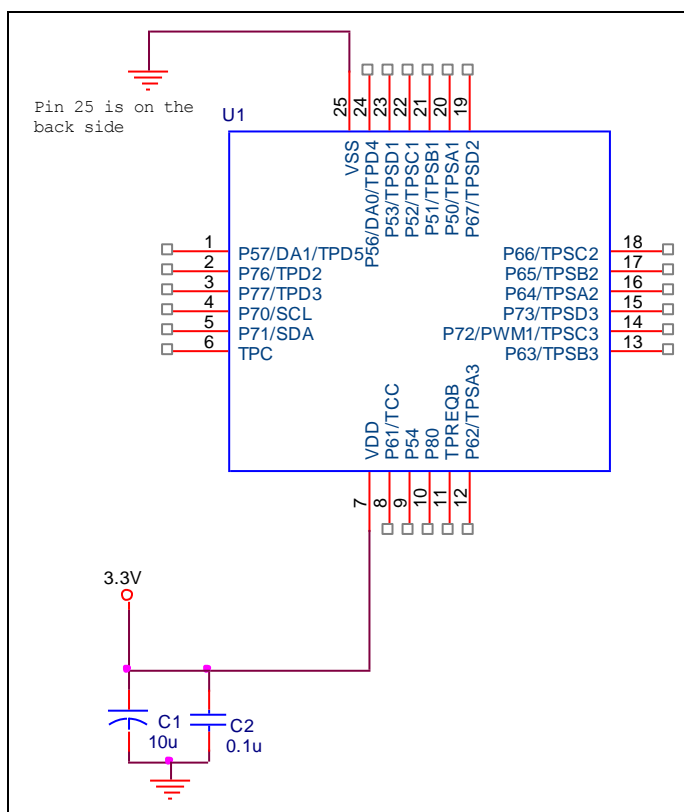 Pin 25 is on the
back side
U1
25
24
23
22
21
20
19
VSS
P56/DA0/TPD4
P53/TPSD1
P52/TPSC1
P51/TPSB1
P50/TPSA1
P67/TPSD2
1
P57/DA1/TPD5
2
P76/TPD2
3
P77/TPD3
4
P70/SCL
5
P71/SDA
6
TPC
P66/TPSC2
18
P65/TPSB2
17
P64/TPSA2
16
P73/TPSD3
15
P72/PWM1/TPSC3
14
P63/TPSB3
13
VDD
P61/TCC
P54
P80
TPREQB
P62/TPSA3
7
8
9
10
11
12
3.3V
C1
10u
C2
0.1u